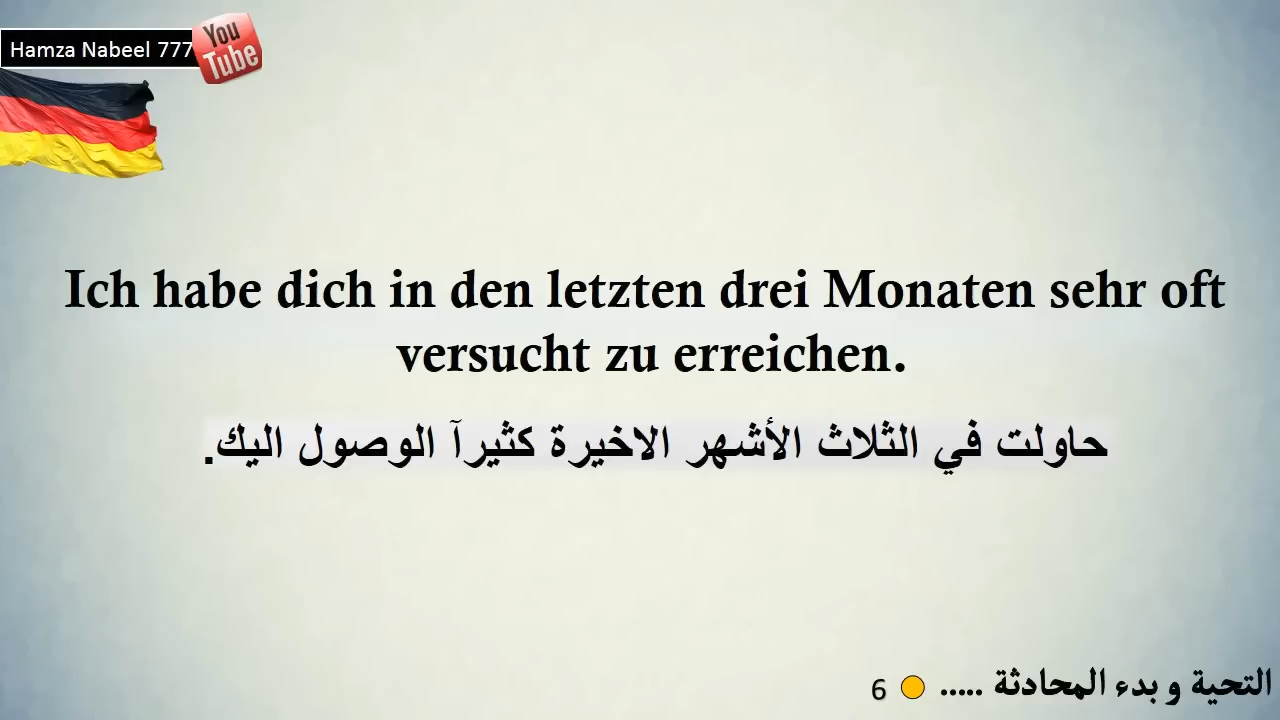 Hamza Nabeel 777
You
Tube
Ich habe dich in den letzten drei Monaten sehr oft
versucht zu erreichen.
حاولت في الثلاث الأشهر الاخيرة كثيرآ الوصول اليك.
التحية و بدء المحادثة ..... 6